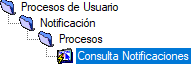 Procesos de Usuario
Notificación
Procesos
Consulta Notificaciones